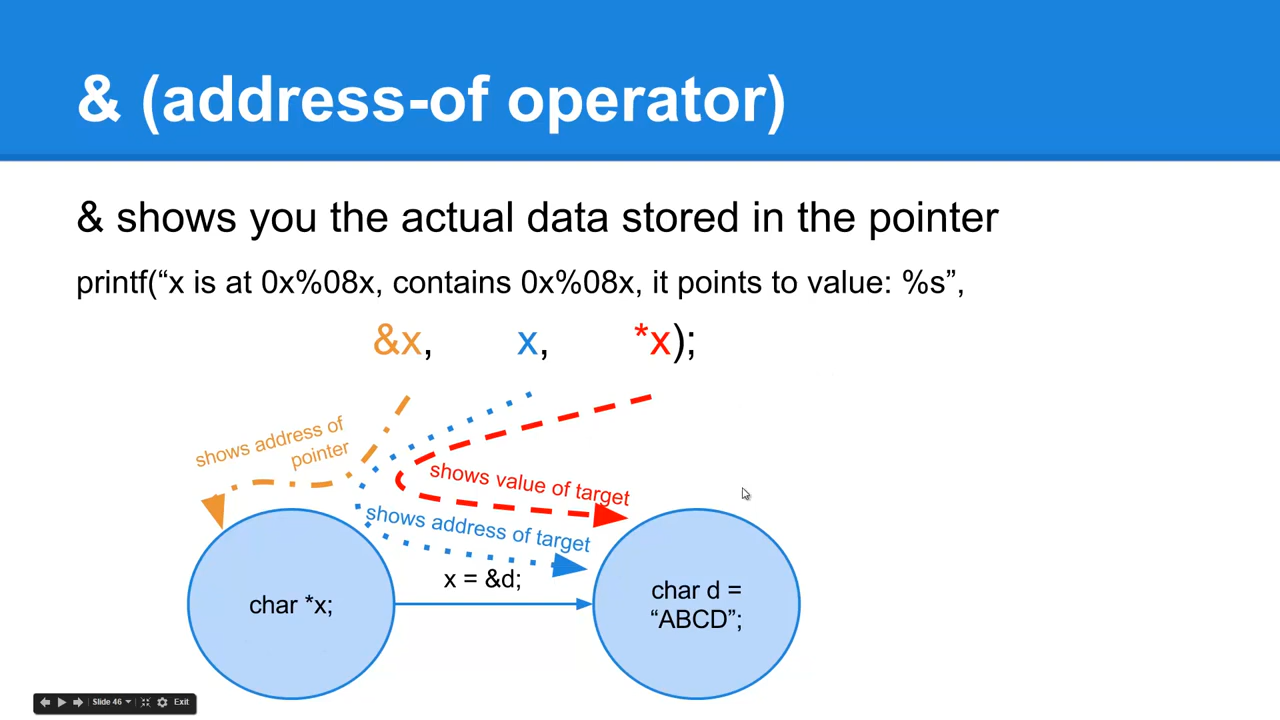 & (address-of operator)
& shows you the actual data stored in the pointer
printf(“x is at 0x%08x, contains 0x%08x, it points to value: %s”,
&x, x, *x);
shows address of
pointer
shows value of target
shows address of target
x = &d;
char *x;
char d =
“ABCD”;
Slide 46
Exit